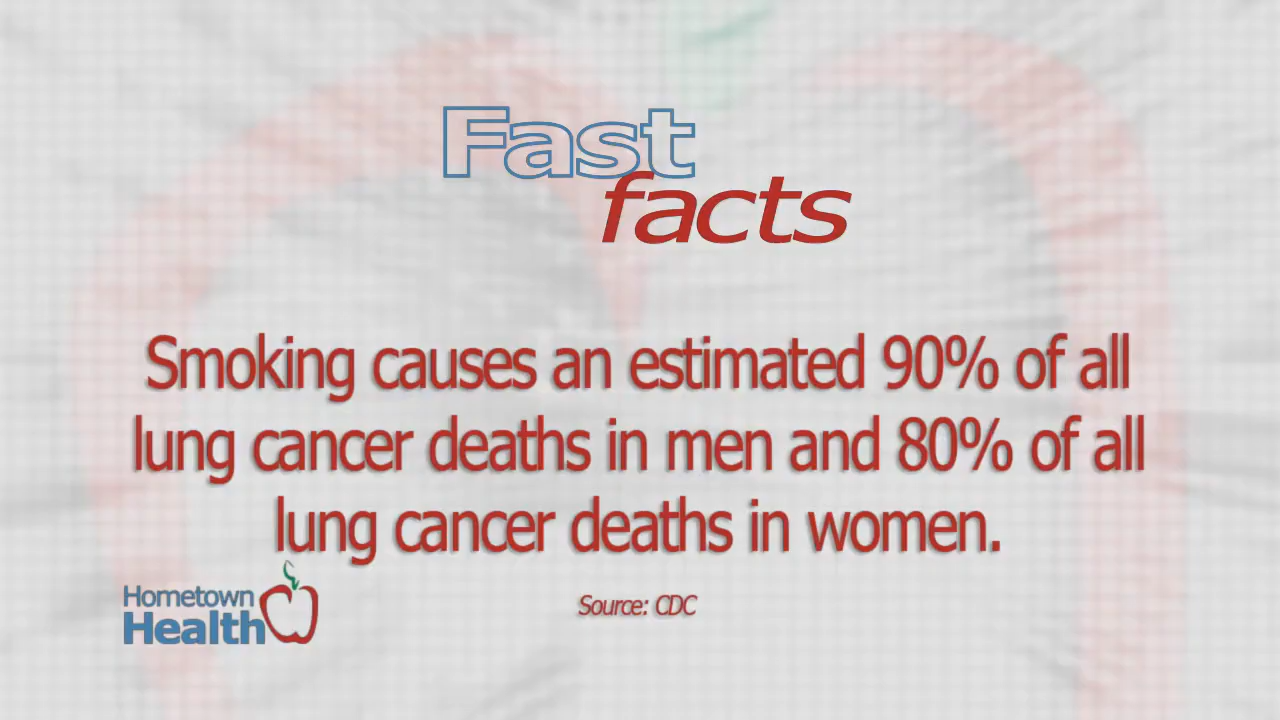 Fast
facts
Smoking causes an estimated 90% of all
lung cancer deaths in men and 80% of all
lung cancer deaths in women.
Source: CDC
Hometown
Health